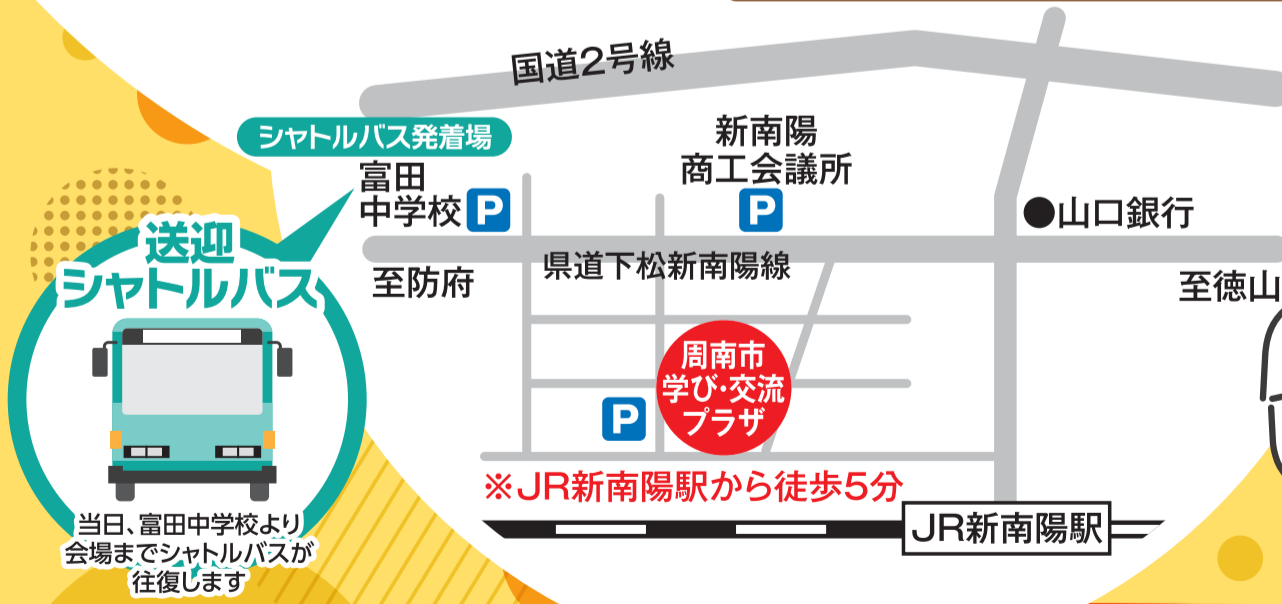 国道2号線
シャトルバス発着場
富田
中学校 P
新南陽
商工会議所
P
●山口銀行
県道下松新南陽線
至防府
至徳山
送迎
シャトルバス
周南市
学び・交流
プラザ
P
※JR新南陽駅から徒歩5分
JR新南陽駅
当日、富田中学校より
会場までシャトルバスが
往復します